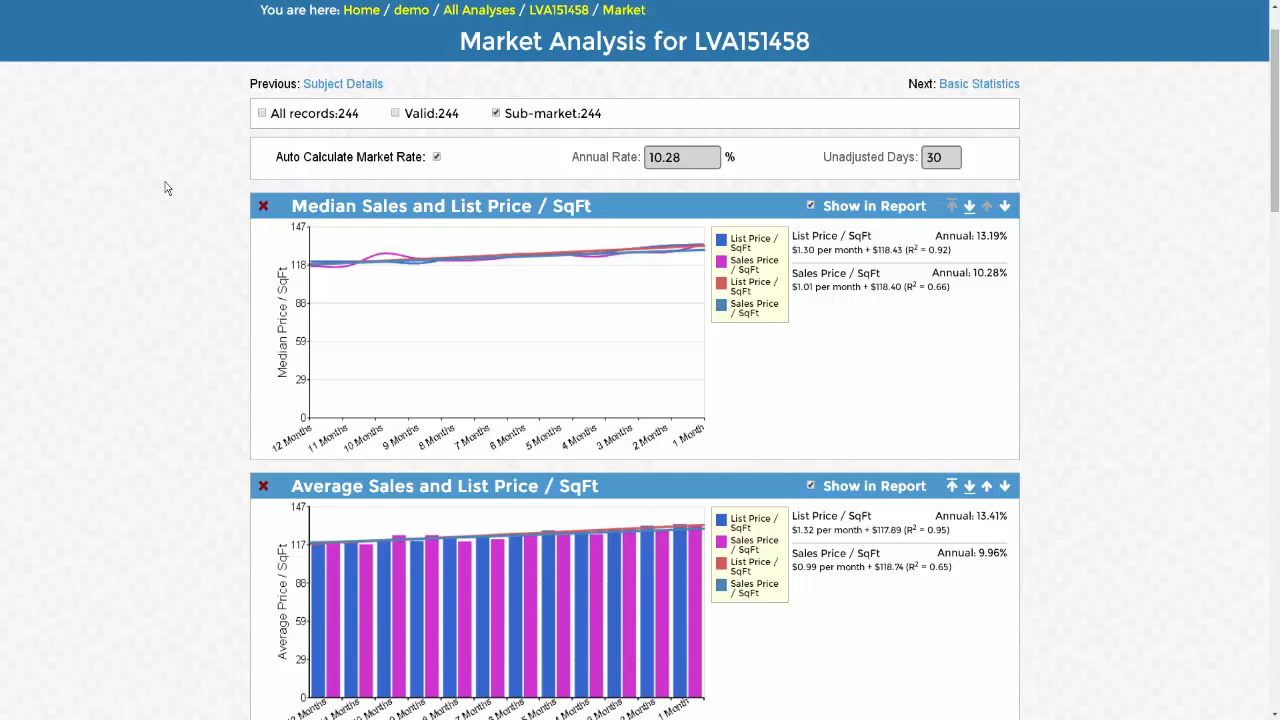 You are here: Home / demo / All Analyses / LVA151458 / Market
Market Analysis for LVA151458
Previous: Subject Details
Next: Basic Statistics
All records:244 Valid:244 Sub-market:244
Auto Calculate Market Rate: Annual Rate: 10.28 % Unadjusted Days: 30
Median Sales and List Price / SqFt
Show in Report
147
118
88
59
29
0
Median Price / SqFt
12 Months
11 Months
10 Months
9 Months
8 Months
7 Months
6 Months
5 Months
4 Months
3 Months
2 Months
1 Month
List Price /
SqFt
Sales Price
/ SqFt
List Price /
SqFt
Sales Price
/ SqFt
List Price / SqFt Annual: 13.19%
$1.30 per month + $118.43 (R² = 0.92)
Sales Price / SqFt Annual: 10.28%
$1.01 per month + $118.40 (R² = 0.66)
Average Sales and List Price / SqFt
Show in Report
147
117
88
59
29
0
Average Price / SqFt
2 Months
1 Month
List Price /
SqFt
Sales Price
/ SqFt
List Price /
SqFt
Sales Price
/ SqFt
List Price / SqFt Annual: 13.41%
$1.32 per month + $117.89 (R² = 0.95)
Sales Price / SqFt Annual: 9.96%
$0.99 per month + $118.74 (R² = 0.65)